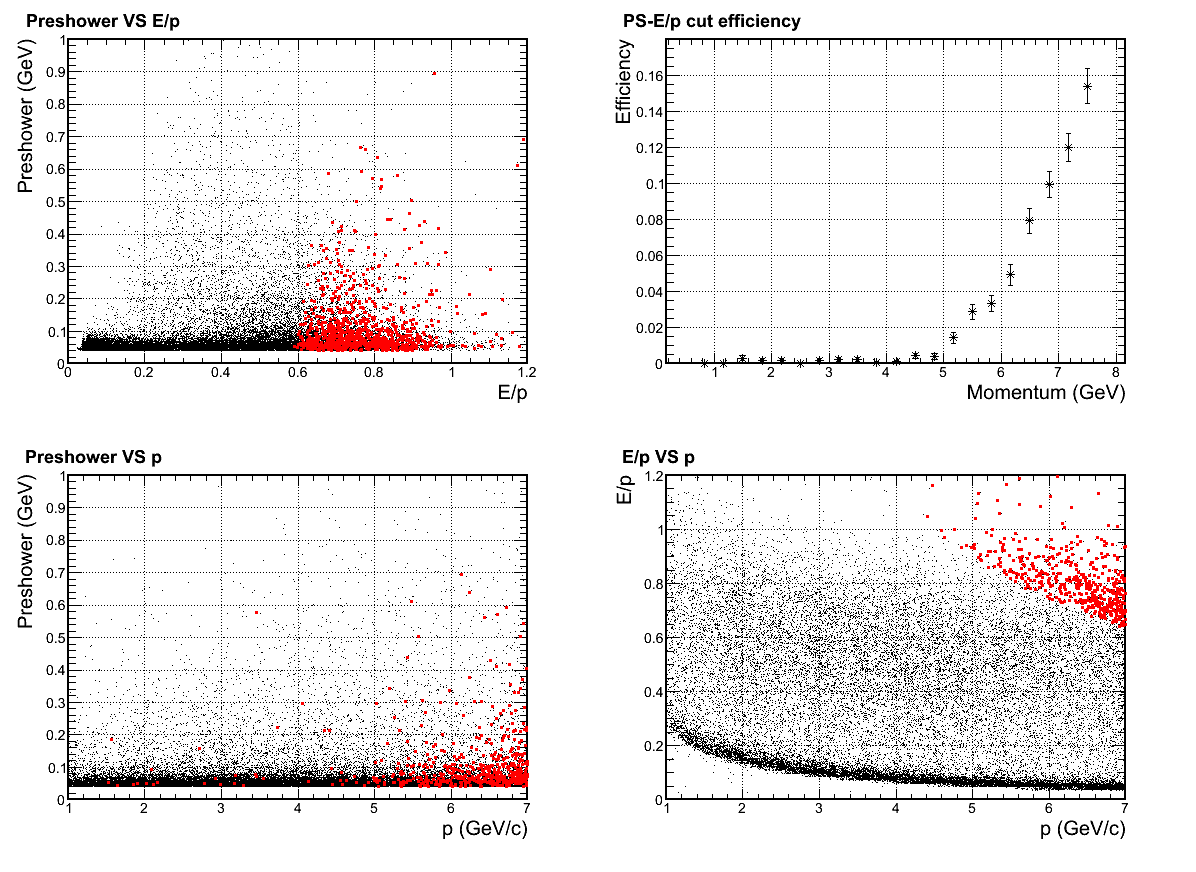 Preshower VS E/p
Preshower (GeV)
1
0.9
0.8
0.7
0.6
0.5
0.4
0.3
0.2
0.1
0
0 0.2 0.4 0.6 0.8 1 1.2
E/p
PS-E/p cut efficiency
Efficiency
0.16
0.14
0.12
0.1
0.08
0.06
0.04
0.02
0
1 2 3 4 5 6 7 8
Momentum (GeV)
Preshower VS p
Preshower (GeV)
1
0.9
0.8
0.7
0.6
0.5
0.4
0.3
0.2
0.1
0
1 2 3 4 5 6 7
p (GeV/c)
E/p VS p
E/p
1.2
1
0.8
0.6
0.4
0.2
0
1 2 3 4 5 6 7
p (GeV/c)